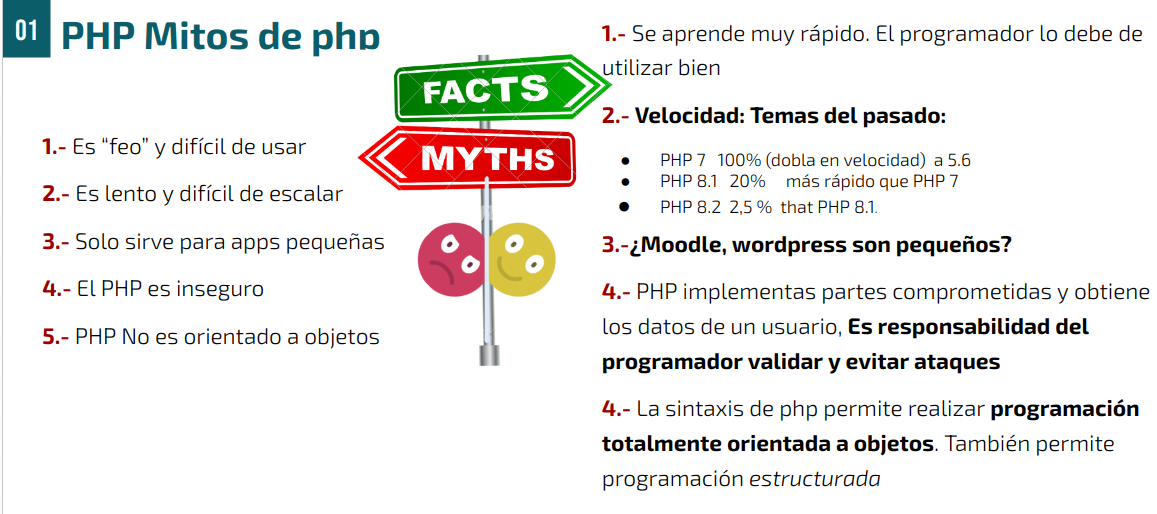 01
PHP Mitos de php
1.- Es “feo” y difícil de usar
2.- Es lento y difícil de escalar
3.- Solo sirve para apps pequeñas
4.- El PHP es inseguro
5.- PHP No es orientado a objetos
FACTS
MYTHS
1.- Se aprende muy rápido. El programador lo debe de
utilizar bien
2.- Velocidad: Temas del pasado:
● PHP 7 100% (dobla en velocidad) a 5.6
● PHP 8.1 20% más rápido que PHP 7
● PHP 8.2 2,5 % that PHP 8.1.
3.-¿Moodle, wordpress son pequeños?
4.- PHP implementas partes comprometidas y obtiene
los datos de un usuario, Es responsabilidad del
programador validar y evitar ataques
4.- La sintaxis de php permite realizar programación
totalmente orientada a objetos. También permite
programación estructurada